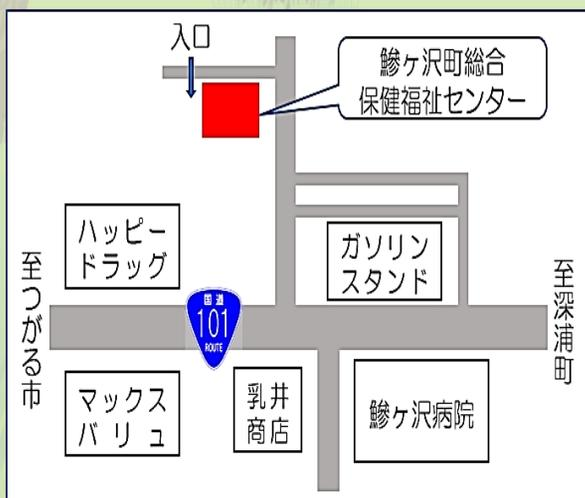 入口
鰺ヶ沢町総合
保健福祉センター
ハッピー
ドラッグ
ガソリン
スタンド
至つがる市
至深浦町
国道
101
ROUTE
マックス
バリュ
乳井
商店
鰺ヶ沢病院